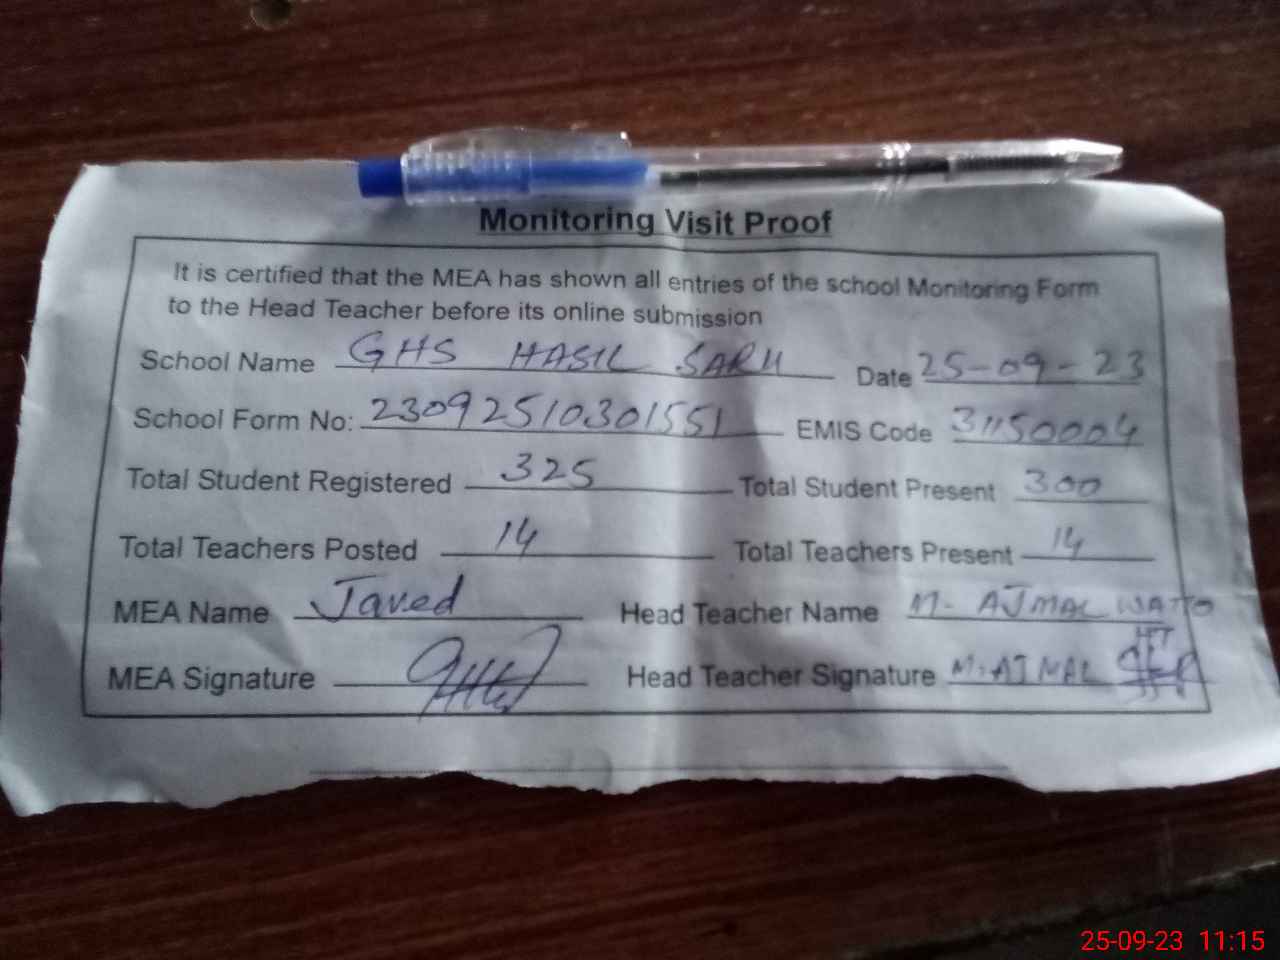 Monitoring Visit Proof
It is certified that the MEA has shown all entries of the school Monitoring Form
to the Head Teacher before its online submission
School Name GHS HASIL SARU Date 25-09-23
School Form No: 23092510301551 EMIS Code 31150004
Total Student Registered 325 Total Student Present 300
Total Teachers Posted 14 Total Teachers Present 14
MEA Name Javed Head Teacher Name M. AJMAL WATTO
MEA Signature Head Teacher Signature M. AJMAL
25-09-23 11:15